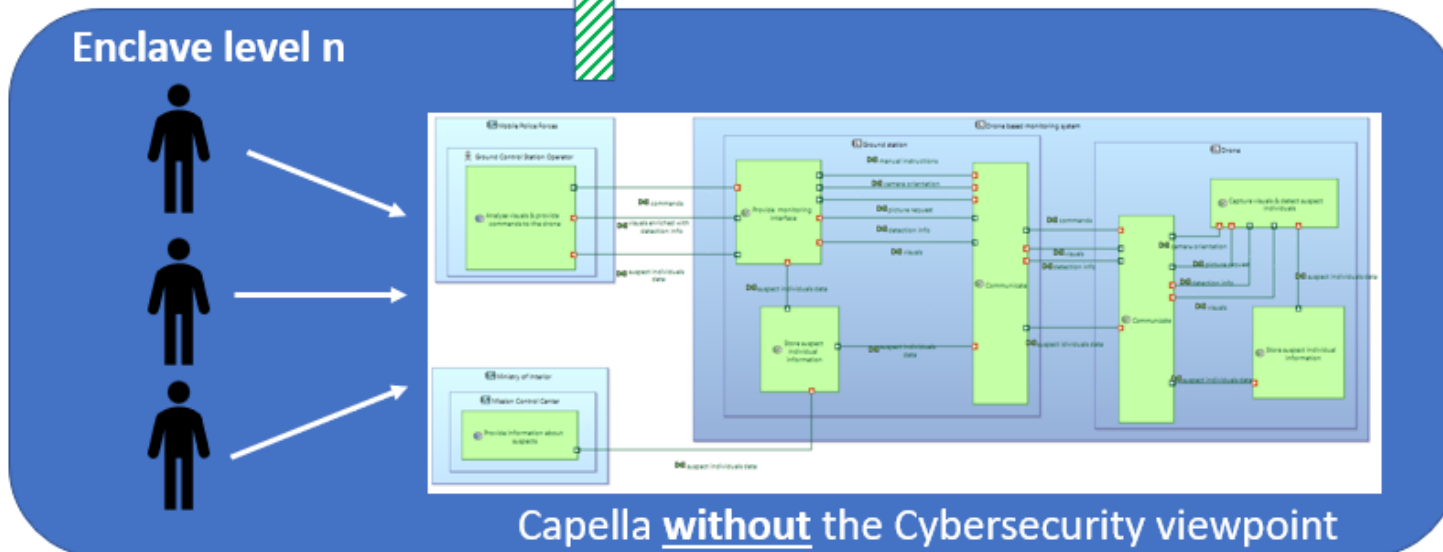 Enclave level n
Mobile Police Forces
Ground Control Station Operator
Analyse visuals & provide
commands to the drone
commands
visuals enriched with
detection info
suspect individuals
data
Ministry of Interior
Mission Control Center
Provide information about
suspects
suspect individuals data
Drone based monitoring system
Ground station
manual instructions
camera orientation
picture request
detection info
visuals
Provide monitoring
interface
suspect individuals data
Store suspect
individual
information
suspect individuals
data
Communicate
commands
visuals
detection info
suspect individuals
data
Drone
Capture visuals & detect suspect
individuals
camera orientation
picture request
detection info
visuals
suspect individuals data
Communicate
Store suspect individual
information
suspect individuals data
Capella without the Cybersecurity viewpoint